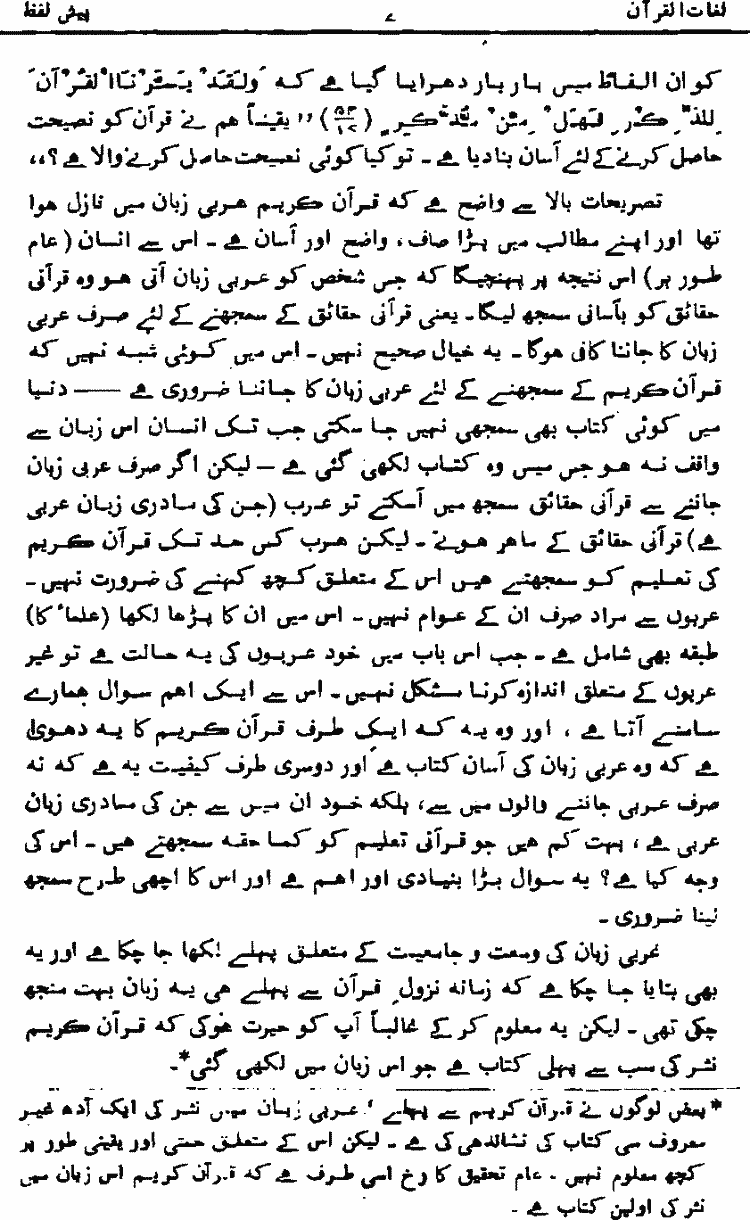 لغات القرآن ے پیش لفظ
کو ان الفاظ میں بار بار دھرایا گیا ہے کہ وَلَقَدْ يَسَّرْنَا الْقُرْآنَ
لِلذِّكْرِ فَهَلْ مِنْ مُّدَّكِرٍ (۵۴/۱۷) ”یقیناً ہم نے قرآن کو نصیحت
حاصل کرنے کے لئے آسان بنا دیا ہے ۔ تو کیا کوئی نصیحت حاصل کرنے والا ہے ؟،،
تصریحات بالا سے واضح ہے کہ قرآن کریم عربی زبان میں نازل ہوا
تھا اور اپنے مطالب میں بڑا صاف، واضح اور آسان ہے ۔ اس سے انسان (عام
طور پر) اس نتیجہ پر پہنچیگا کہ جس شخص کو عربی زبان آتی ہو وہ قرآنی
حقائق کو بآسانی سمجھ لیگا۔ یعنی قرآنی حقائق کے سمجھنے کے لئے صرف عربی
زبان کا جاننا کافی ہوگا ۔ یہ خیال صحیح نہیں ۔ اس میں کوئی شبہ نہیں کہ
قرآن کریم کے سمجھنے کے لئے عربی زبان کا جاننا ضروری ہے —— دنیا
میں کوئی کتاب بھی سمجھی نہیں جا سکتی جب تک انسان اس زبان سے
واقف نہ ہو جس میں وہ کتاب لکھی گئی ہے — لیکن اگر صرف عربی زبان
جاننے سے قرآنی حقائق سمجھ میں آسکتے تو عرب (جن کی مادری زبان عربی
ہے) قرآنی حقائق کے ماہر ہوتے ۔ لیکن عرب کس حد تک قرآن کریم
کی تعلیم کو سمجھتے ہیں اس کے متعلق کچھ کہنے کی ضرورت نہیں ۔
عربوں سے مراد صرف ان کے عوام نہیں ۔ اس میں ان کا پڑھا لکھا (علماء کا)
طبقہ بھی شامل ہے ۔ جب اس باب میں خود عربوں کی یہ حالت ہے تو غیر
عربوں کے متعلق اندازہ کرنا مشکل نہیں ۔ اس سے ایک اہم سوال ہمارے
سامنے آتا ہے ، اور وہ یہ کہ ایک طرف قرآن کریم کا یہ دعویٰ
ہے کہ وہ عربی زبان کی آسان کتاب ہے اور دوسری طرف کیفیت یہ ہے کہ نہ
صرف عربی جاننے والوں میں سے، بلکہ خود ان میں سے جن کی مادری زبان
عربی ہے ، بہت کم ہیں جو قرآنی تعلیم کو کما حقہ سمجھتے ہیں ۔ اس کی
وجہ کیا ہے؟ یہ سوال بڑا بنیادی اور اہم ہے اور اس کا اچھی طرح سمجھ
لینا ضروری ۔
عربی زبان کی وسعت و جامعیت کے متعلق پہلے لکھا جا چکا ہے اور یہ
بھی بتایا جا چکا ہے کہ زمانہ نزولِ قرآن سے پہلے ہی یہ زبان بہت منجھ
چکی تھی ۔ لیکن یہ معلوم کر کے غالباً آپ کو حیرت ہوگی کہ قرآن کریم
نثر کی سب سے پہلی کتاب ہے جو اس زبان میں لکھی گئی*۔
* بعض لوگوں نے قرآن کریم سے پہلے ، عربی زبان میں نثر کی ایک آدھ غیر
معروف سی کتاب کی نشاندھی کی ہے ۔ لیکن اس کے متعلق حتمی اور یقینی طور پر
کچھ معلوم نہیں ۔ عام تحقیق کا رخ اسی طرف ہے کہ قرآن کریم اس زبان میں
نثر کی اولین کتاب ہے ۔